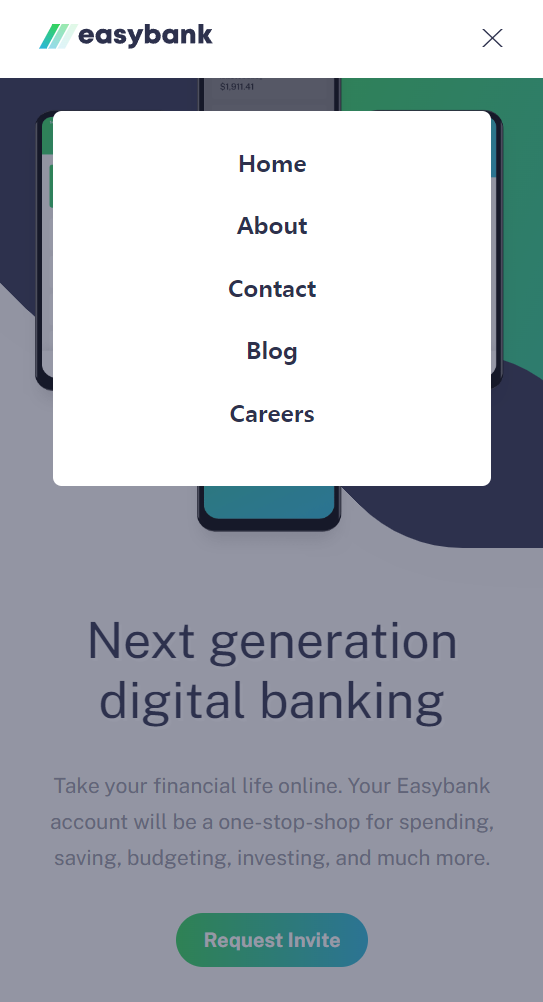 easybank
$1,911.41
Home
About
Contact
Blog
Careers
Next generation
digital banking
Take your financial life online. Your Easybank
account will be a one-stop-shop for spending,
saving, budgeting, investing, and much more.
Request Invite